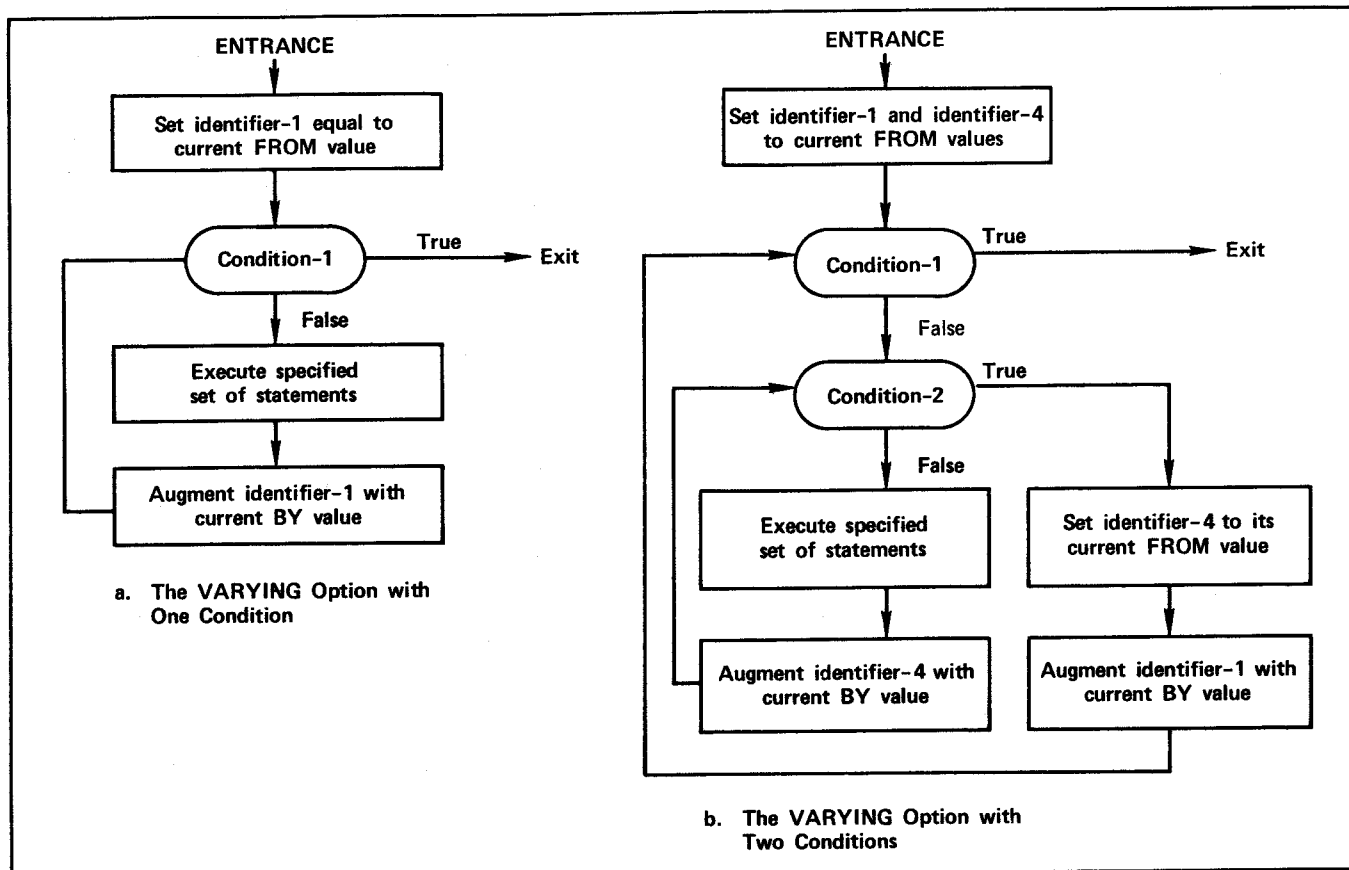 ENTRANCE
Set identifier-1 equal to
current FROM value
Condition-1
True
Exit
False
Execute specified
set of statements
Augment identifier-1 with
current BY value
a. The VARYING Option with
One Condition
ENTRANCE
Set identifier-1 and identifier-4
to current FROM values
Condition-1
True
Exit
False
Condition-2
True
False
Execute specified
set of statements
Set identifier-4 to its
current FROM value
Augment identifier-4 with
current BY value
Augment identifier-1 with
current BY value
b. The VARYING Option with
Two Conditions